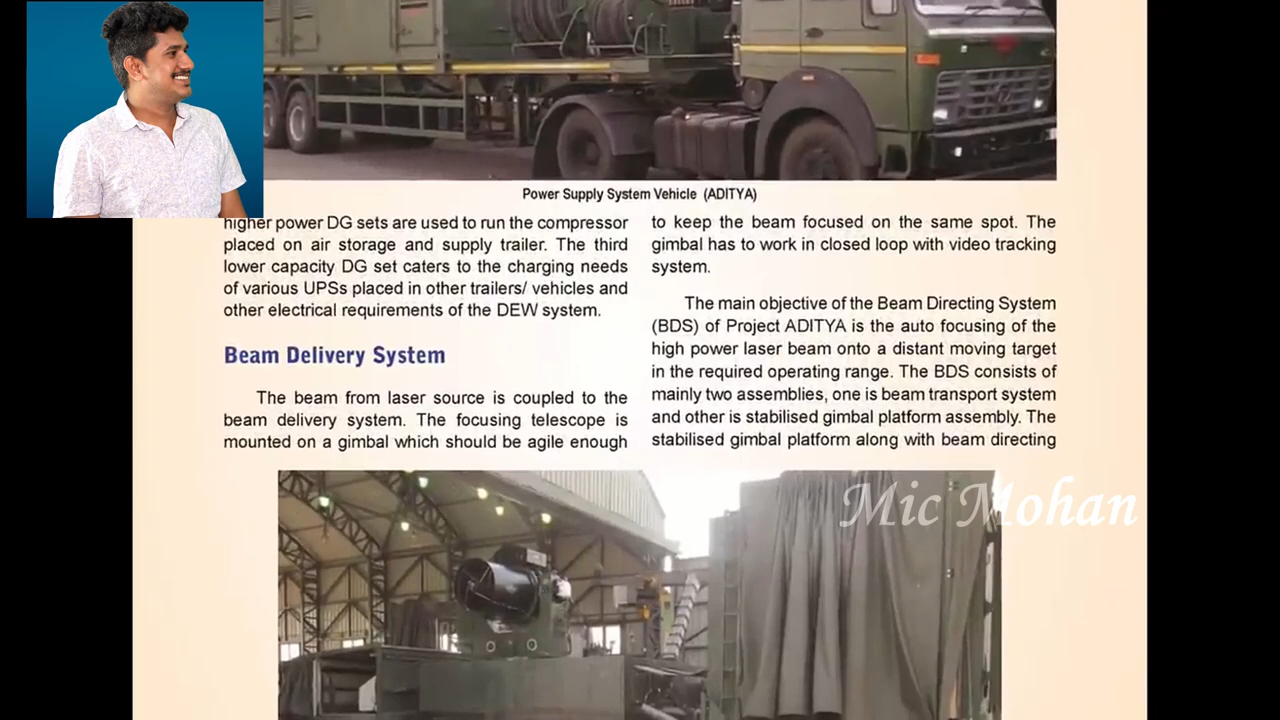 Power Supply System Vehicle (ADITYA)
higher power DG sets are used to run the compressor
placed on air storage and supply trailer. The third
lower capacity DG set caters to the charging needs
of various UPSs placed in other trailers/ vehicles and
other electrical requirements of the DEW system.
Beam Delivery System
The beam from laser source is coupled to the
beam delivery system. The focusing telescope is
mounted on a gimbal which should be agile enough
to keep the beam focused on the same spot. The
gimbal has to work in closed loop with video tracking
system.
The main objective of the Beam Directing System
(BDS) of Project ADITYA is the auto focusing of the
high power laser beam onto a distant moving target
in the required operating range. The BDS consists of
mainly two assemblies, one is beam transport system
and other is stabilised gimbal platform assembly. The
stabilised gimbal platform along with beam directing
Mic Mohan